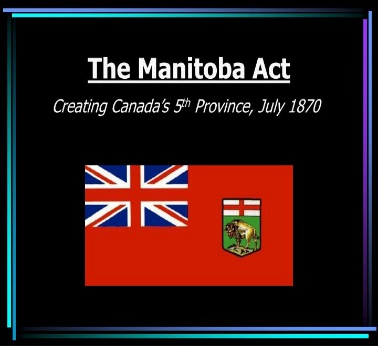 The Manitoba Act
Creating Canada's 5th Province, July 1870